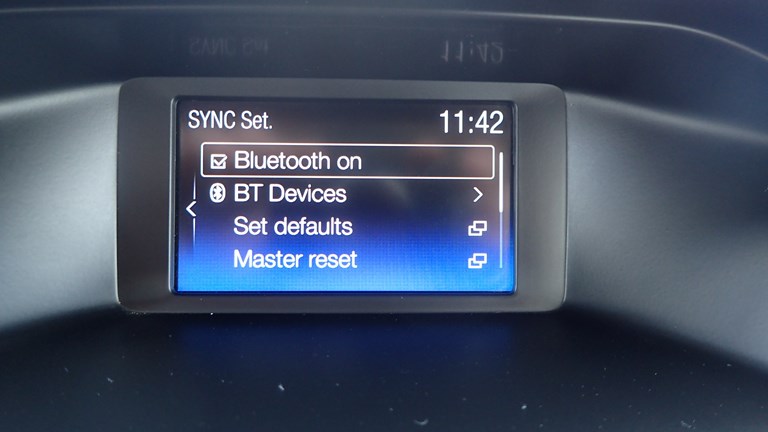 SYNC Set. 11:42
Bluetooth on
BT Devices
Set defaults
Master reset